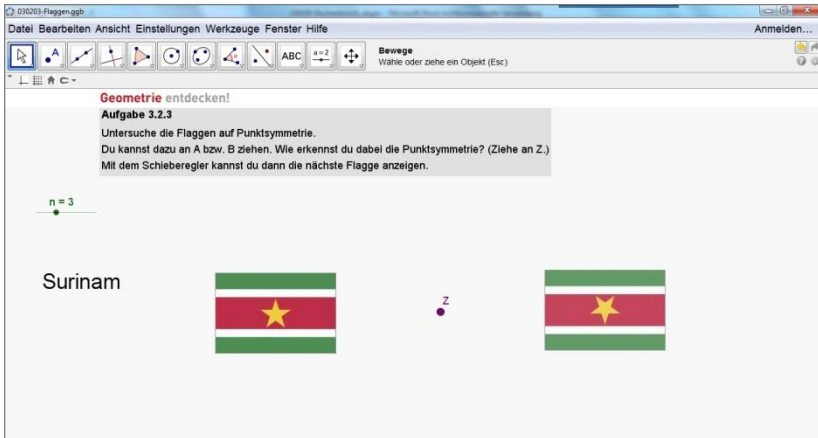 030203-Flaggen.ggb
Datei Bearbeiten Ansicht Einstellungen Werkzeuge Fenster Hilfe
Anmelden...
A
ABC
a=2
Bewege
Wähle oder ziehe ein Objekt (Esc)
Geometrie entdecken!
Aufgabe 3.2.3
Untersuche die Flaggen auf Punktsymmetrie.
Du kannst dazu an A bzw. B ziehen. Wie erkennst du dabei die Punktsymmetrie? (Ziehe an Z.)
Mit dem Schieberegler kannst du dann die nächste Flagge anzeigen.
n = 3
Surinam
Z